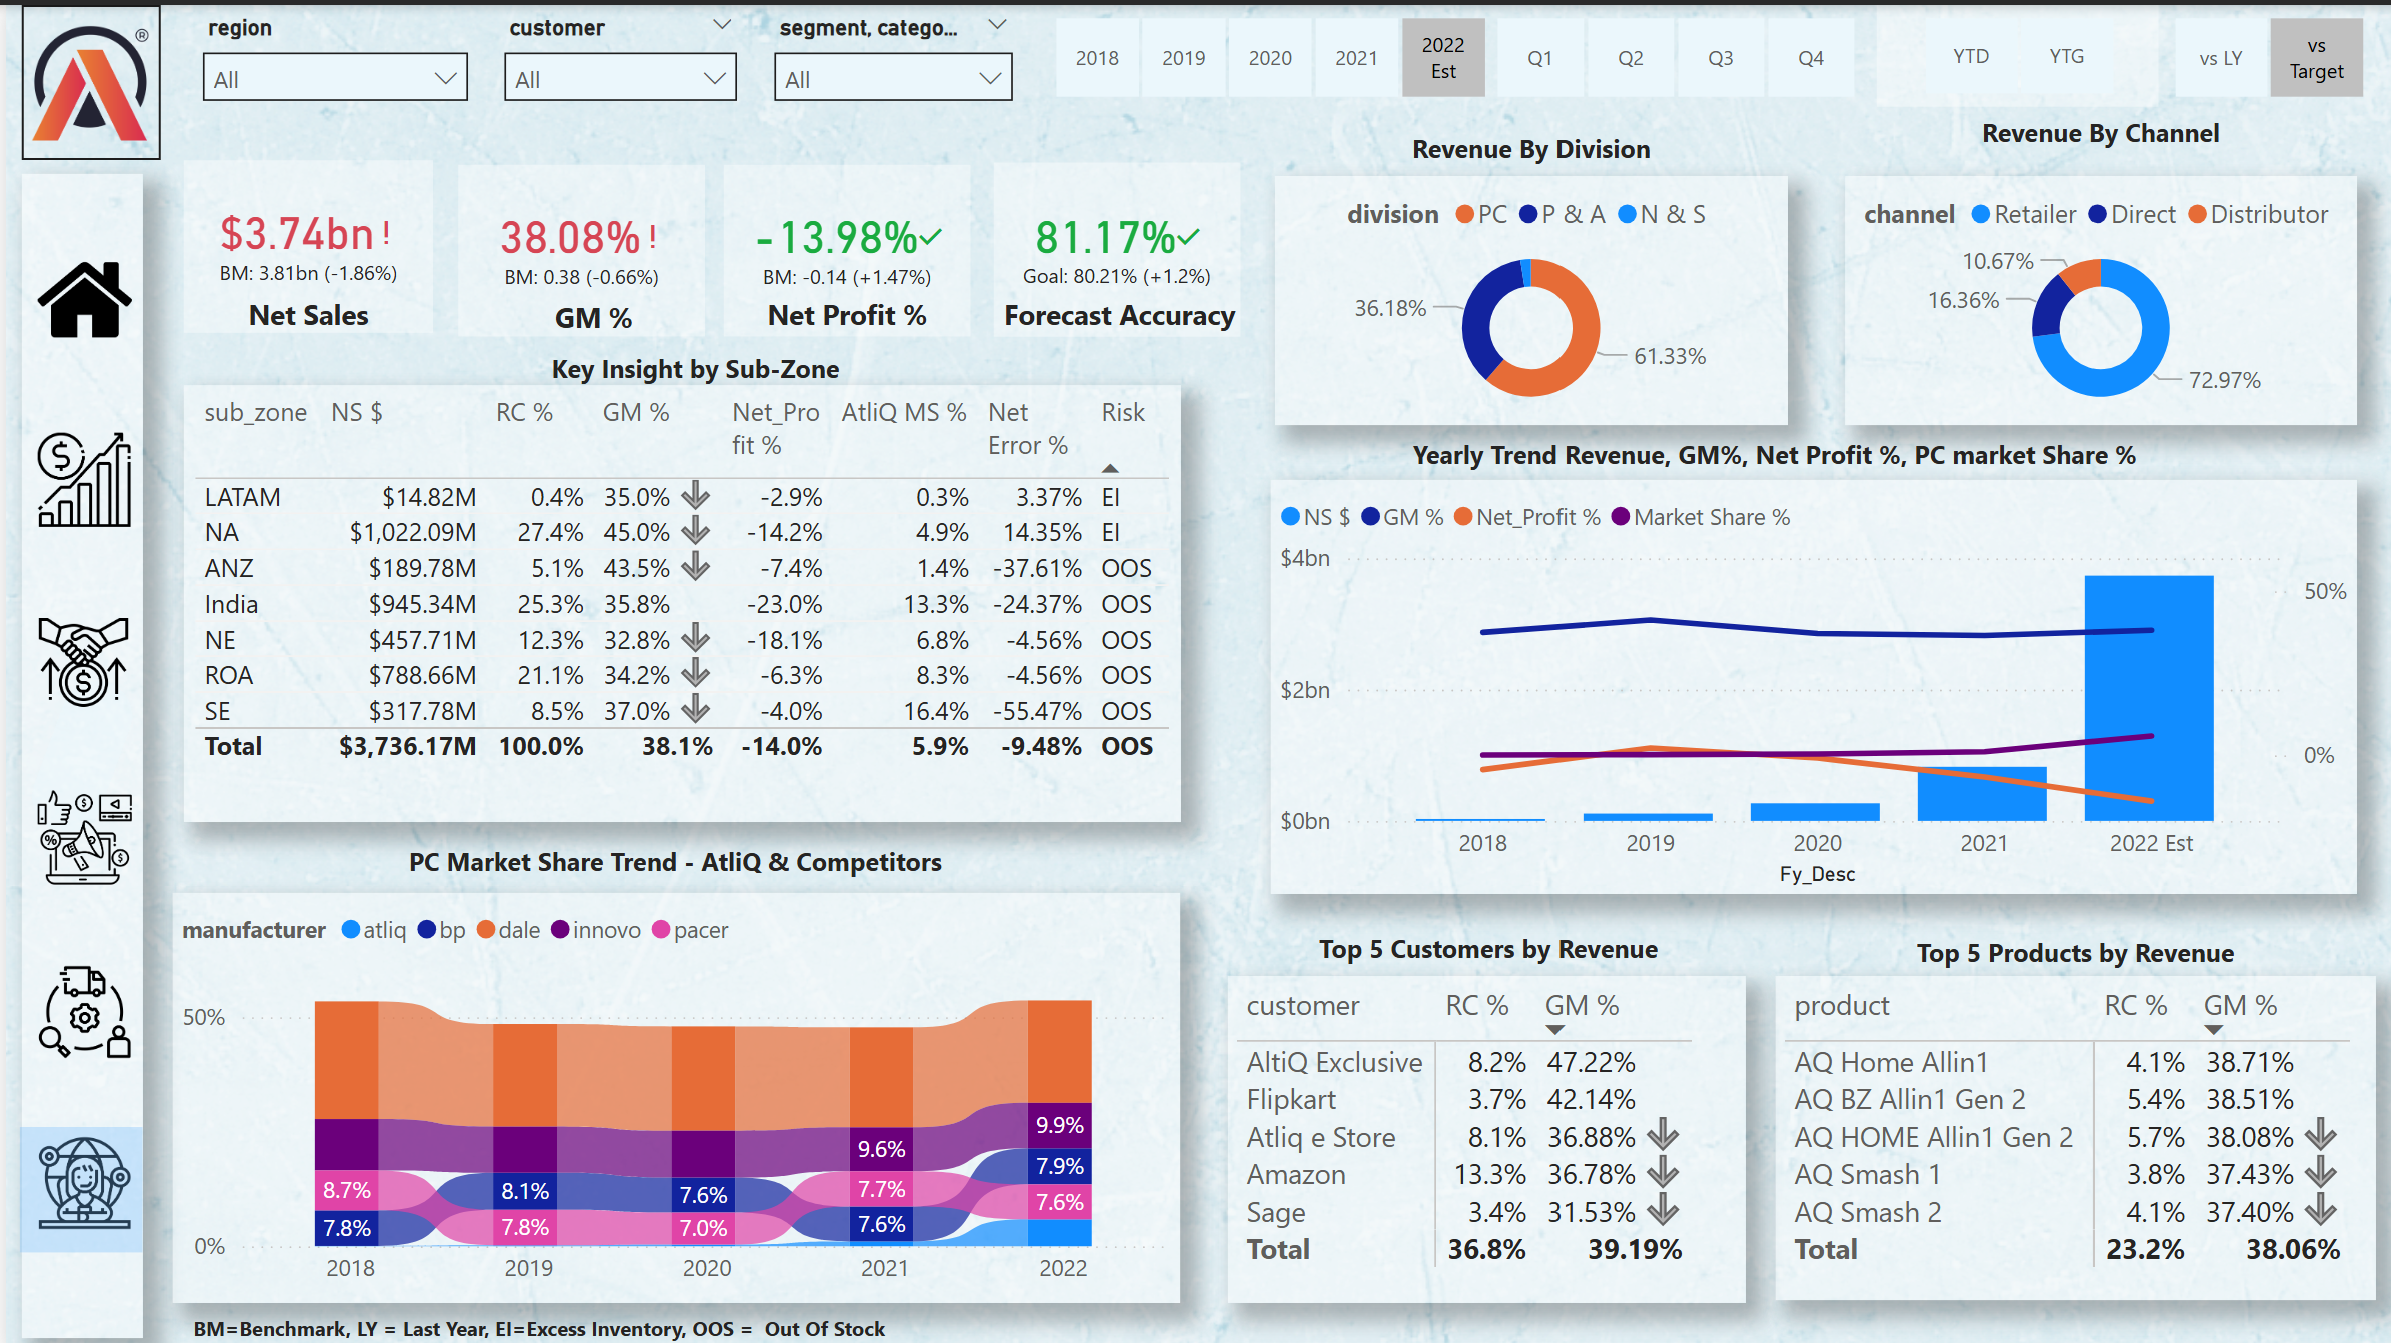 ®
region
customer
segment, catego...
All
All
All
2018
2019
2020
2021
2022
Est
Q1
Q2
Q3
Q4
YTD
YTG
vs LY
vs
Target
$3.74bn !
BM: 3.81bn (-1.86%)
Net Sales
38.08% !
BM: 0.38 (-0.66%)
GM %
-13.98%
BM: -0.14 (+1.47%)
Net Profit %
81.17%
Goal: 80.21% (+1.2%)
Forecast Accuracy
Revenue By Division
division PC P & A N & S
36.18%
61.33%
Revenue By Channel
channel Retailer Direct Distributor
10.67%
16.36%
72.97%
Key Insight by Sub-Zone
sub_zone NS $ RC % GM % Net_Pro AtliQ MS % Net Risk
fit % Error %
LATAM $14.82M 0.4% 35.0% -2.9% 0.3% 3.37% EI
NA $1,022.09M 27.4% 45.0% -14.2% 4.9% 14.35% EI
ANZ $189.78M 5.1% 43.5% -7.4% 1.4% -37.61% OOS
India $945.34M 25.3% 35.8% -23.0% 13.3% -24.37% OOS
NE $457.71M 12.3% 32.8% -18.1% 6.8% -4.56% OOS
ROA $788.66M 21.1% 34.2% -6.3% 8.3% -4.56% OOS
SE $317.78M 8.5% 37.0% -4.0% 16.4% -55.47% OOS
Total $3,736.17M 100.0% 38.1% -14.0% 5.9% -9.48% OOS
Yearly Trend Revenue, GM%, Net Profit %, PC market Share %
NS $ GM % Net_Profit % Market Share %
$4bn
$2bn
$0bn
50%
0%
2018 2019 2020 2021 2022 Est
Fy_Desc
PC Market Share Trend - AtliQ & Competitors
manufacturer atliq bp dale innovo pacer
50%
0%
8.7%
7.8%
8.1%
7.8%
7.6%
7.0%
9.6%
7.7%
7.6%
9.9%
7.9%
7.6%
2018 2019 2020 2021 2022
Top 5 Customers by Revenue
customer RC % GM %
AltiQ Exclusive 8.2% 47.22%
Flipkart 3.7% 42.14%
Atliq e Store 8.1% 36.88%
Amazon 13.3% 36.78%
Sage 3.4% 31.53%
Total 36.8% 39.19%
Top 5 Products by Revenue
product RC % GM %
AQ Home Allin1 4.1% 38.71%
AQ BZ Allin1 Gen 2 5.4% 38.51%
AQ HOME Allin1 Gen 2 5.7% 38.08%
AQ Smash 1 3.8% 37.43%
AQ Smash 2 4.1% 37.40%
Total 23.2% 38.06%
BM=Benchmark, LY = Last Year, EI=Excess Inventory, OOS = Out Of Stock